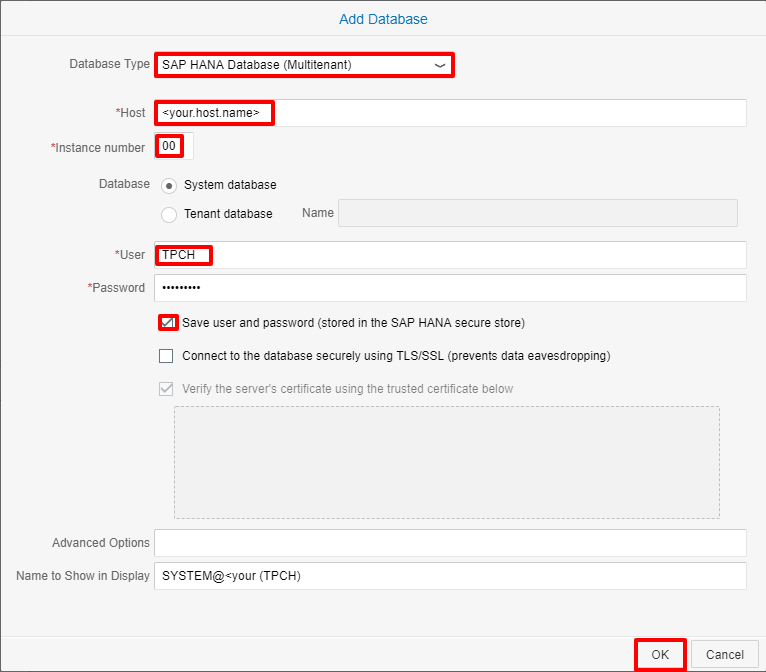 Add Database
Database Type SAP HANA Database (Multitenant)
*Host <your.host.name>
*Instance number 00
Database System database
Tenant database Name
*User TPCH
*Password •••••••••
Save user and password (stored in the SAP HANA secure store)
Connect to the database securely using TLS/SSL (prevents data eavesdropping)
Verify the server's certificate using the trusted certificate below
Advanced Options
Name to Show in Display SYSTEM@<your (TPCH)
OK Cancel